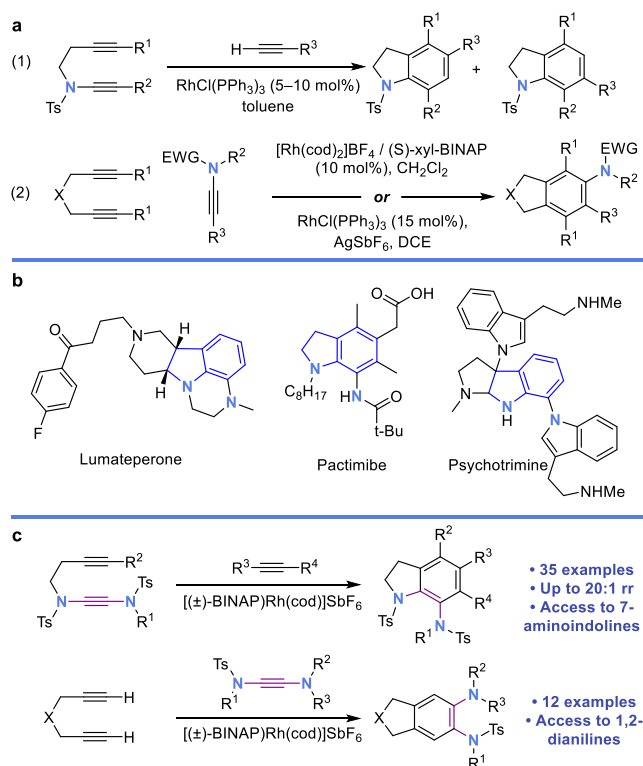 a
(1)
R¹
N
Ts
R²
H
R³
RhCl(PPh₃)₃ (5–10 mol%)
toluene
R¹
R³
N
Ts
R²
+
R¹
N
Ts
R³
R²
(2)
X
R¹
R¹
EWG
N
R²
R³
[Rh(cod)₂]BF₄ / (S)-xyl-BINAP
(10 mol%), CH₂Cl₂
or
RhCl(PPh₃)₃ (15 mol%),
AgSbF₆, DCE
X
R¹
EWG
N
R²
R³
R¹
b
O
N
H
H
N
N
F
Lumateperone
OH
O
N
C₈H₁₇
NH
O
t-Bu
Pactimibe
NHMe
N
N
N
H
N
NHMe
Psychotrimine
c
R²
Ts
N
Ts
N
R¹
R³
R⁴
[(±)-BINAP)Rh(cod)]SbF₆
R²
R³
N
Ts
R⁴
N
R¹
Ts
• 35 examples
• Up to 20:1 rr
• Access to 7-
aminoindolines
X
H
H
Ts
N
R¹
R²
N
R³
[(±)-BINAP)Rh(cod)]SbF₆
X
R²
N
R³
N
Ts
R¹
• 12 examples
• Access to 1,2-
dianilines